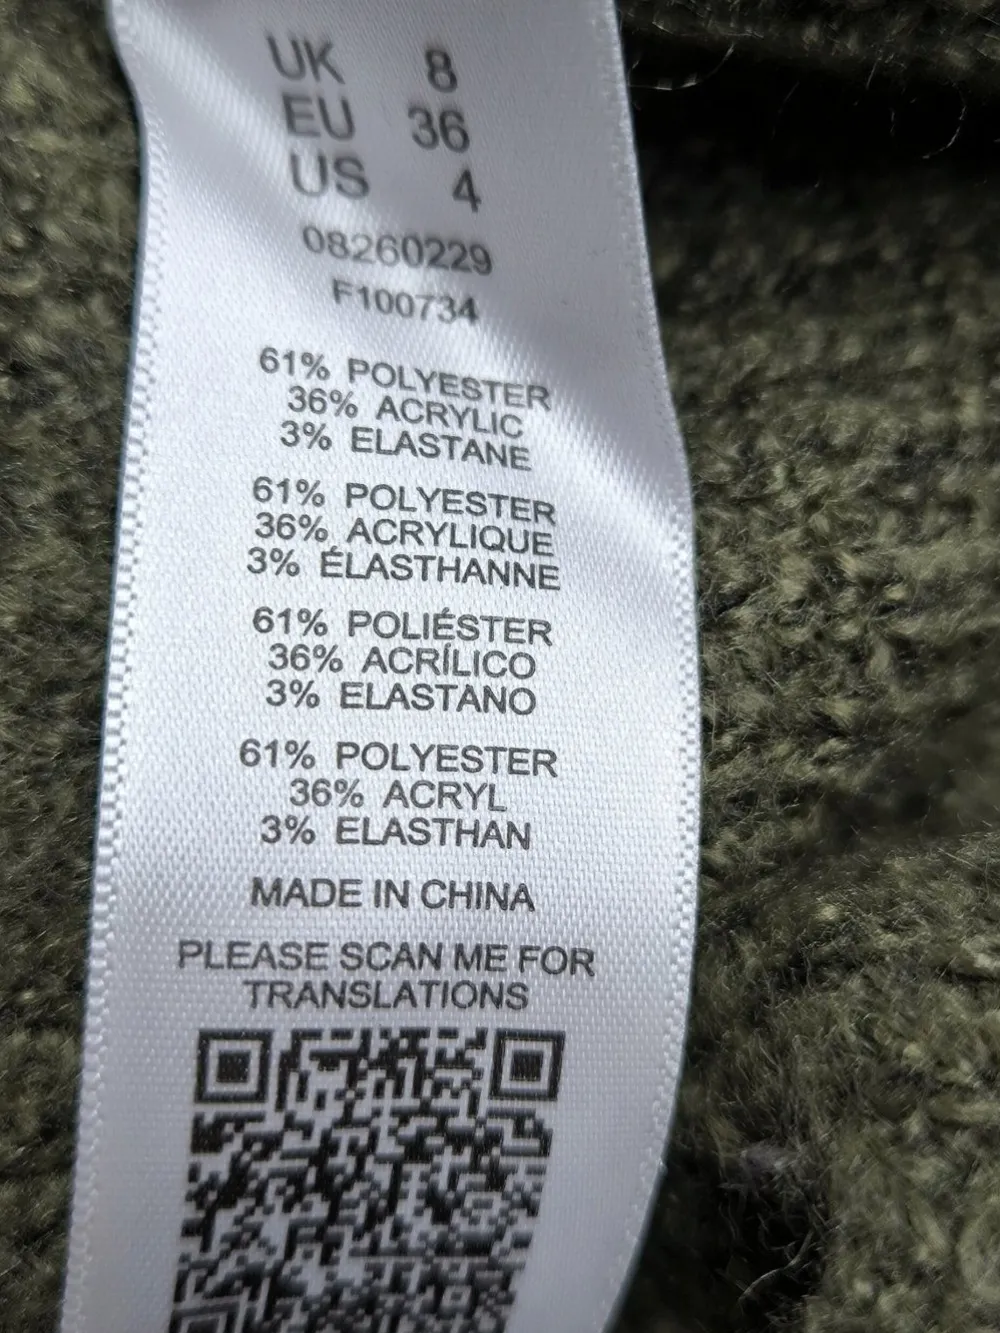 UK 8
EU 36
US 4
08260229
F100734
61% POLYESTER
36% ACRYLIC
3% ELASTANE
61% POLYESTER
36% ACRYLIQUE
3% ÉLASTHANNE
61% POLIÉSTER
36% ACRÍLICO
3% ELASTANO
61% POLYESTER
36% ACRYL
3% ELASTHAN
MADE IN CHINA
PLEASE SCAN ME FOR
TRANSLATIONS